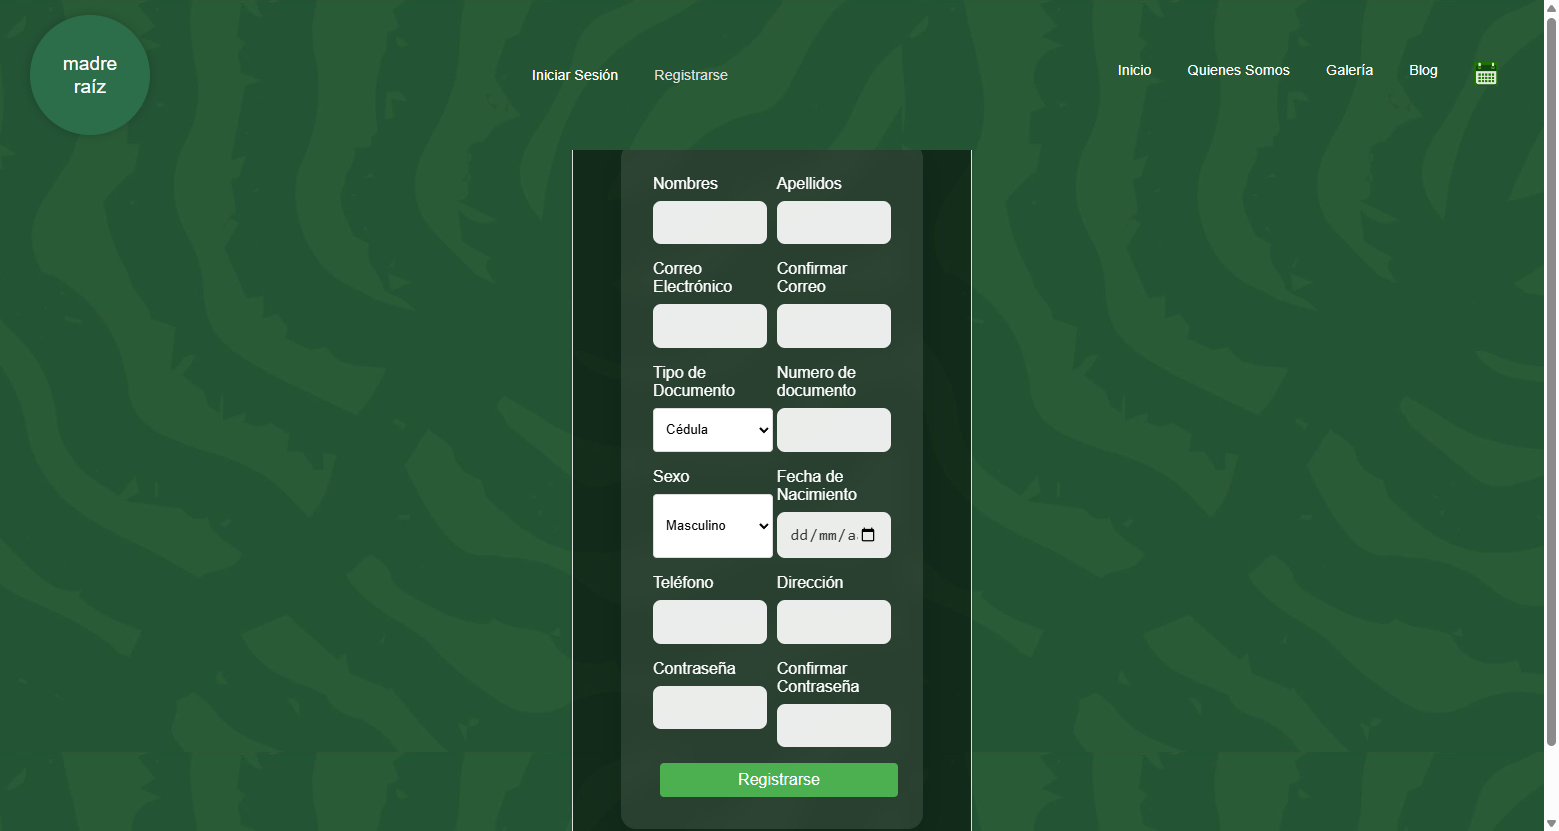 madre
raíz
Iniciar Sesión
Registrarse
Inicio
Quienes Somos
Galería
Blog
Nombres
Apellidos
Correo
Electrónico
Confirmar
Correo
Tipo de
Documento
Numero de
documento
Cédula
Sexo
Fecha de
Nacimiento
Masculino
dd/mm/a
Teléfono
Dirección
Contraseña
Confirmar
Contraseña
Registrarse